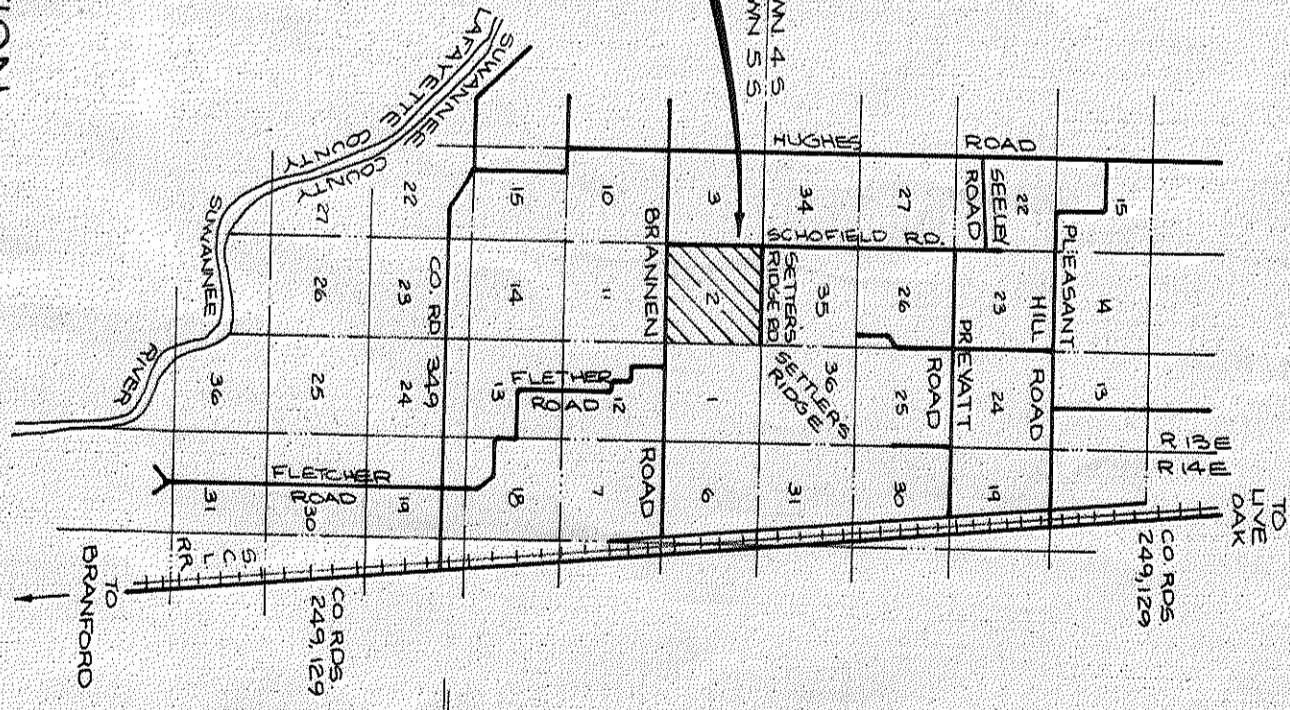 WN 4 S
WN 5 S
LAFAYETTE COUNTY
SUWANNEE COUNTY
SUWANNEE
RIVER
HUGHES ROAD
SEELEY
ROAD
SCHOFIELD RD.
PLEASANT
HILL ROAD
PREVATT
ROAD
SETTER'S
RIDGE RD
SETTLER'S
RIDGE
BRANNEN ROAD
FLETHER
ROAD
CO RD 349
FLETCHER
ROAD
15
14
13
22
23
24
19
27
26
25
30
34
35
36
31
3
2
1
6
10
11
12
7
15
14
13
18
22
23
24
19
27
26
25
30
36
31
R 13 E
R 14 E
TO
LIVE
OAK
CO. RDS
249,129
CO RDS.
249, 129
S C L
RR
TO
BRANFORD
ION